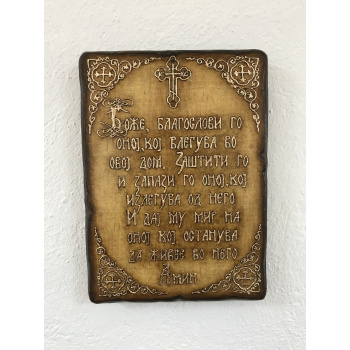 Боже, благослови го
оној, кој влегува во
овој дом, заштити го
и запази го оној, кој
излегува од него
И дај му мир на
оној кој останува
да живее во него
Амин